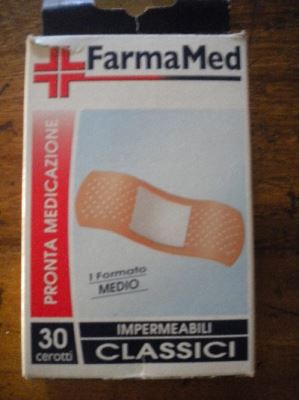 FarmaMed
PRONTA MEDICAZIONE
1 Formato
MEDIO
30
cerotti
IMPERMEABILI
CLASSICI